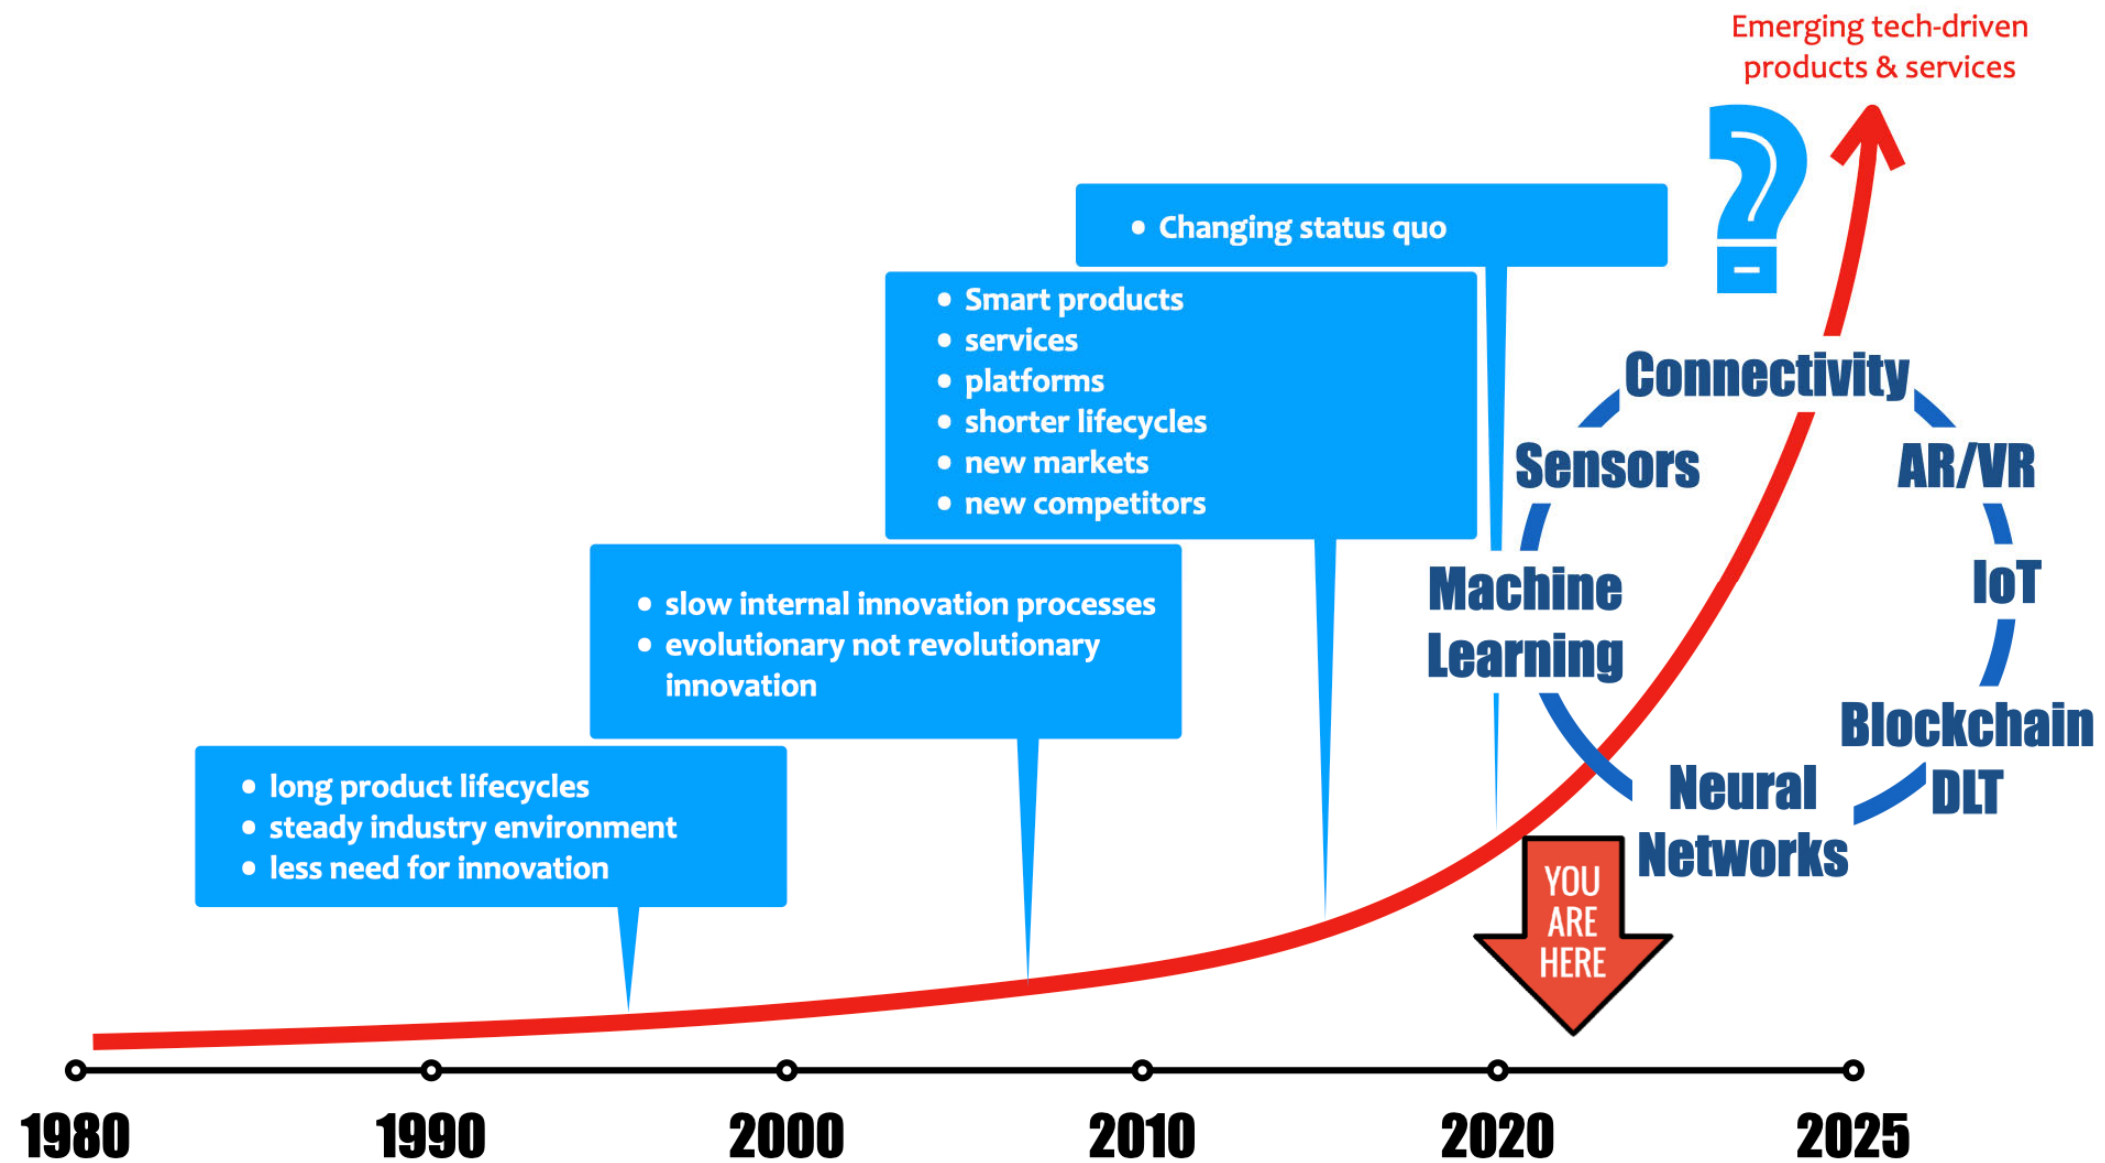 Emerging tech-driven
products & services
?
• Changing status quo
• Smart products
• services
• platforms
• shorter lifecycles
• new markets
• new competitors
• slow internal innovation processes
• evolutionary not revolutionary
innovation
• long product lifecycles
• steady industry environment
• less need for innovation
Connectivity
Sensors
AR/VR
Machine
Learning
IoT
Blockchain
DLT
Neural
Networks
YOU
ARE
HERE
1980 1990 2000 2010 2020 2025